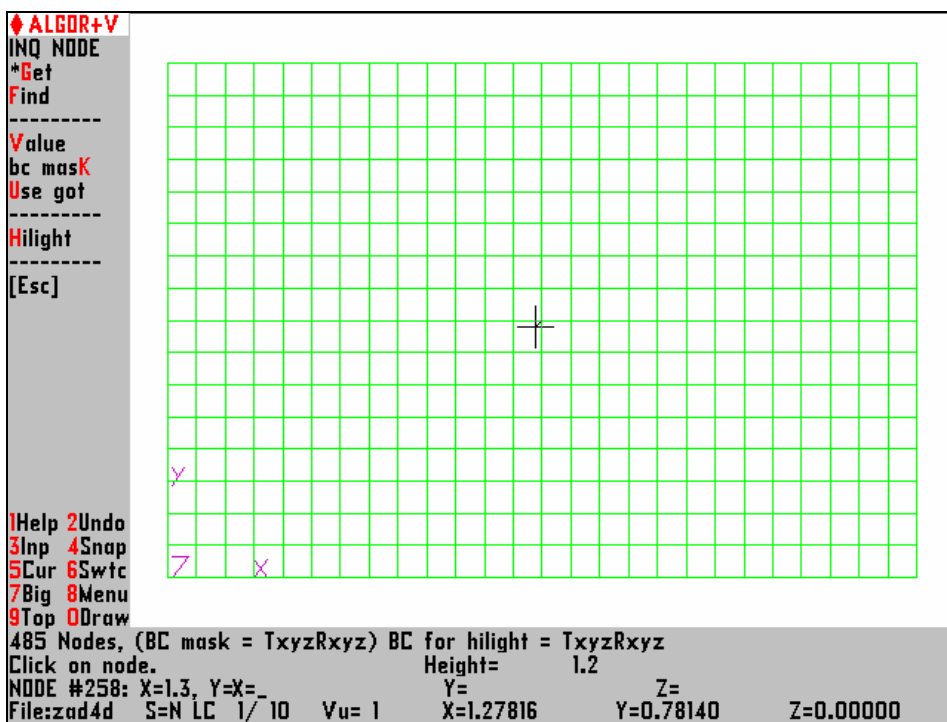 ALGOR+V
INQ NODE
*Get
Find
---------
Value
bc masK
Use got
---------
Hilight
---------
[Esc]
y
Z X
1Help 2Undo
3Inp 4Snap
5Cur 6Swtc
7Big 8Menu
9Top 0Draw
485 Nodes, (BC mask = TxyzRxyz) BC for hilight = TxyzRxyz
Click on node. Height= 1.2
NODE #258: X=1.3, Y=X=_ Y= Z=
File:zad4d S=N LC 1/ 10 Vu= 1 X=1.27816 Y=0.78140 Z=0.00000